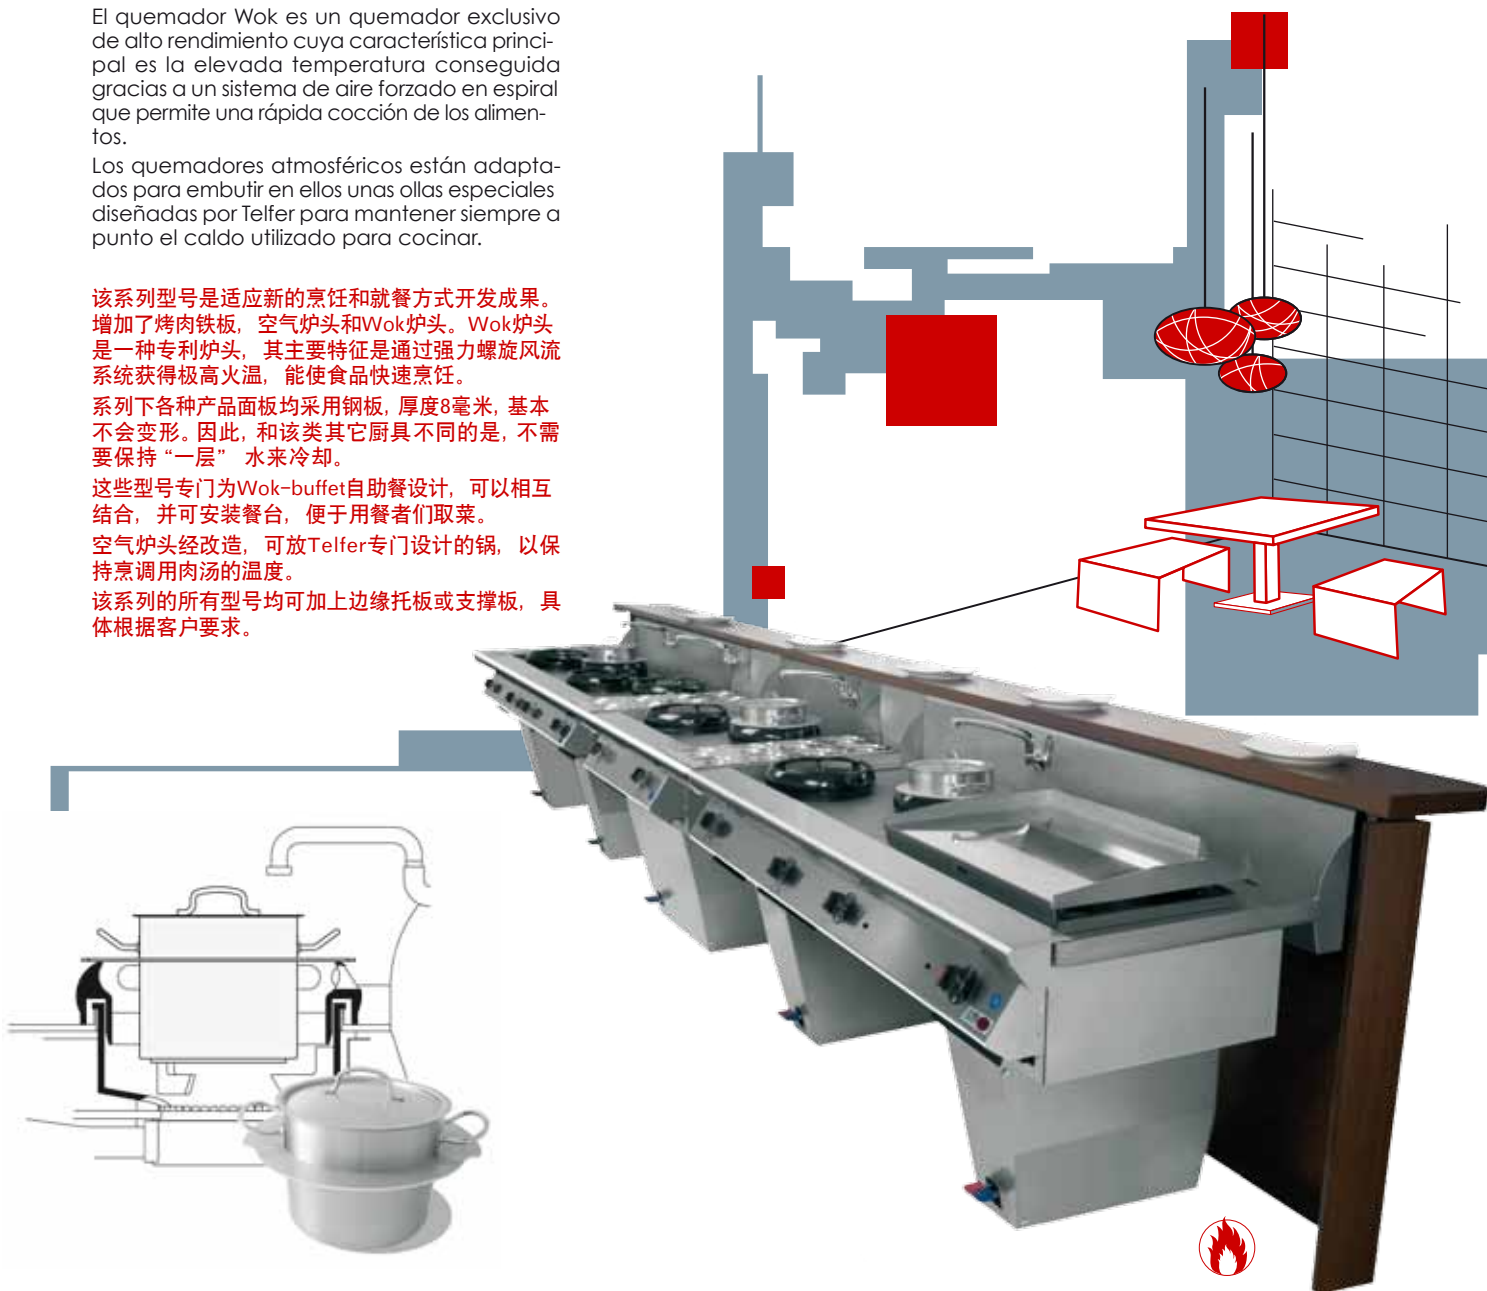 El quemador Wok es un quemador exclusivo
de alto rendimiento cuya característica princi-
pal es la elevada temperatura conseguida
gracias a un sistema de aire forzado en espiral
que permite una rápida cocción de los alimen-
tos.
Los quemadores atmosféricos están adapta-
dos para embutir en ellos unas ollas especiales
diseñadas por Telfer para mantener siempre a
punto el caldo utilizado para cocinar.
该系列型号是适应新的烹饪和就餐方式开发成果。
增加了烤肉铁板，空气炉头和Wok炉头。Wok炉头
是一种专利炉头，其主要特征是通过强力螺旋风流
系统获得极高火温，能使食品快速烹饪。
系列下各种产品面板均采用钢板，厚度8毫米，基本
不会变形。因此，和该类其它厨具不同的是，不需
要保持“一层” 水来冷却。
这些型号专门为Wok-buffet自助餐设计，可以相互
结合，并可安装餐台，便于用餐者们取菜。
空气炉头经改造，可放Telfer专门设计的锅，以保
持烹调用肉汤的温度。
该系列的所有型号均可加上边缘托板或支撑板，具
体根据客户要求。